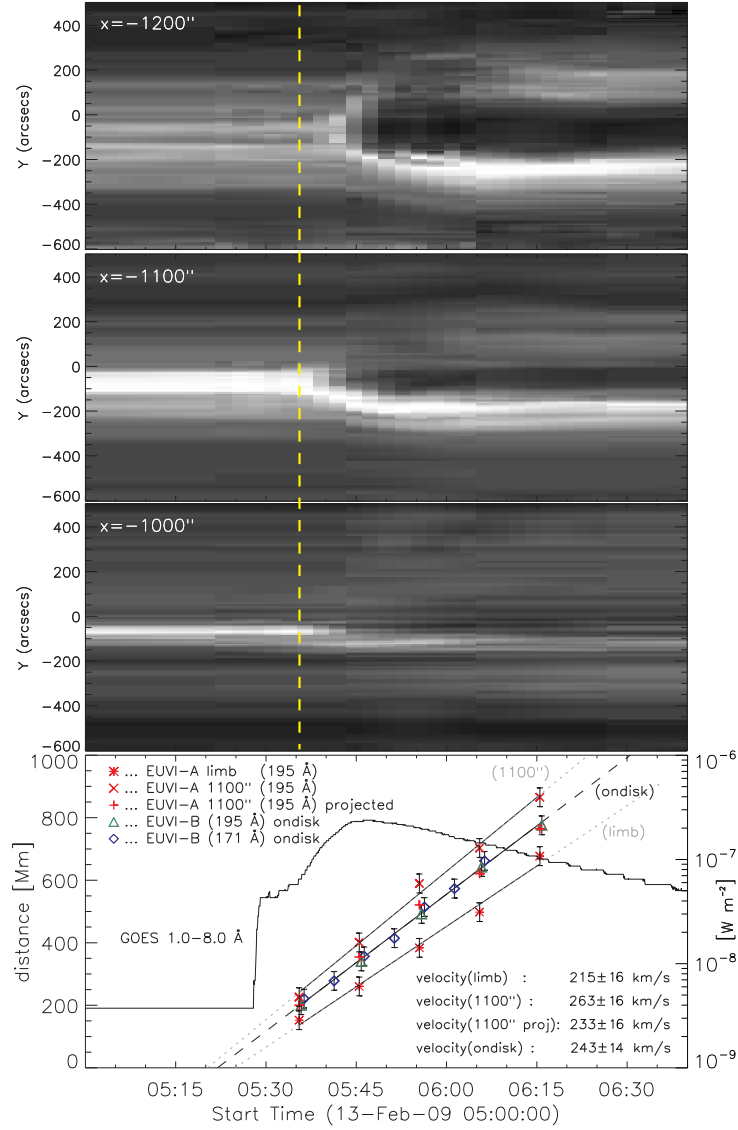 x=−1200"
400
200
0
−200
−400
−600
Y (arcsecs)
x=−1100"
400
200
0
−200
−400
−600
Y (arcsecs)
x=−1000"
400
200
0
−200
−400
−600
Y (arcsecs)
1000
800
600
400
200
0
distance [Mm]
... EUVI−A limb (195 Å)
... EUVI−A 1100" (195 Å)
... EUVI−A 1100" (195 Å) projected
... EUVI−B (195 Å) ondisk
... EUVI−B (171 Å) ondisk
(1100")
(ondisk)
(limb)
GOES 1.0−8.0 Å
velocity(limb) : 215±16 km/s
velocity(1100") : 263±16 km/s
velocity(1100" proj): 233±16 km/s
velocity(ondisk) : 243±14 km/s
10⁻⁶
10⁻⁷
10⁻⁸
10⁻⁹
[W m⁻²]
05:15 05:30 05:45 06:00 06:15 06:30
Start Time (13−Feb−09 05:00:00)